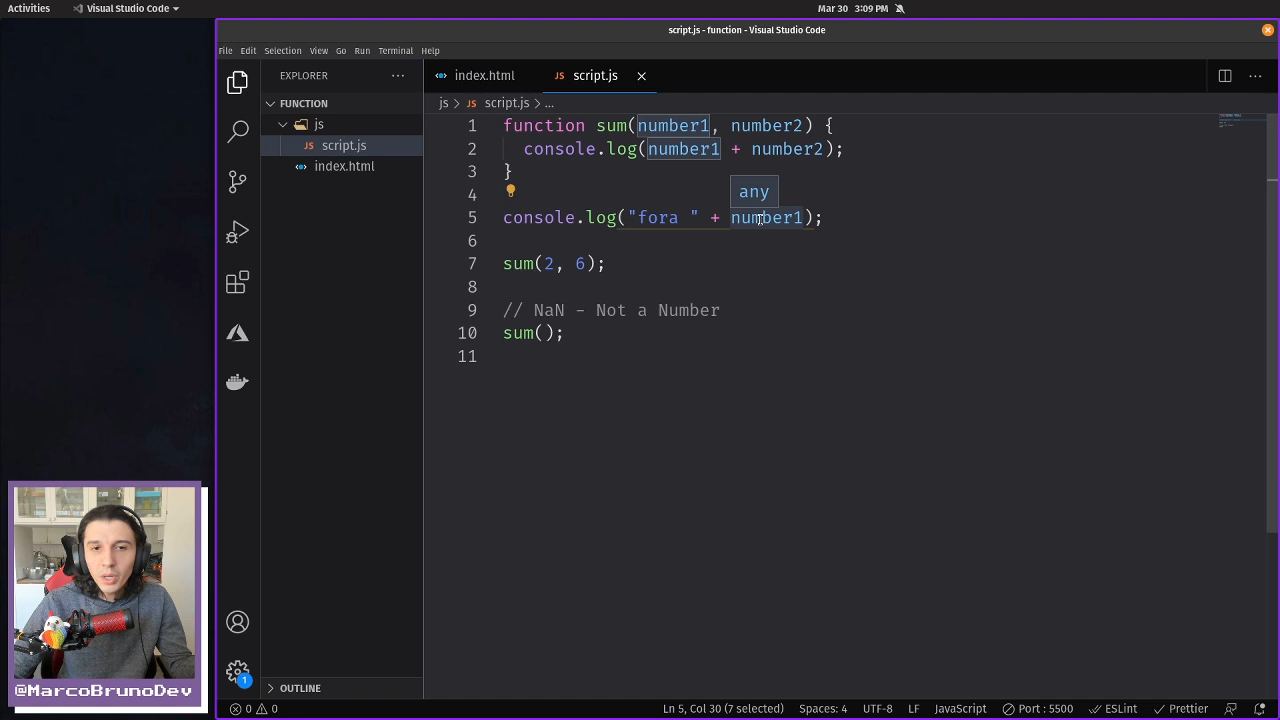 Activities
Visual Studio Code
Mar 30 3:09 PM
script.js - function - Visual Studio Code
File Edit Selection View Go Run Terminal Help
EXPLORER
index.html
JS script.js
FUNCTION
js
JS script.js
index.html
OUTLINE
js > JS script.js > ...
1 function sum(number1, number2) {
2 console.log(number1 + number2);
3 }
4
any
5 console.log("fora " + number1);
6
7 sum(2, 6);
8
9 // NaN - Not a Number
10 sum();
11
1
@MarcoBrunoDev
0 0
Ln 5, Col 30 (7 selected)
Spaces: 4
UTF-8
LF
JavaScript
Port : 5500
ESLint
Prettier